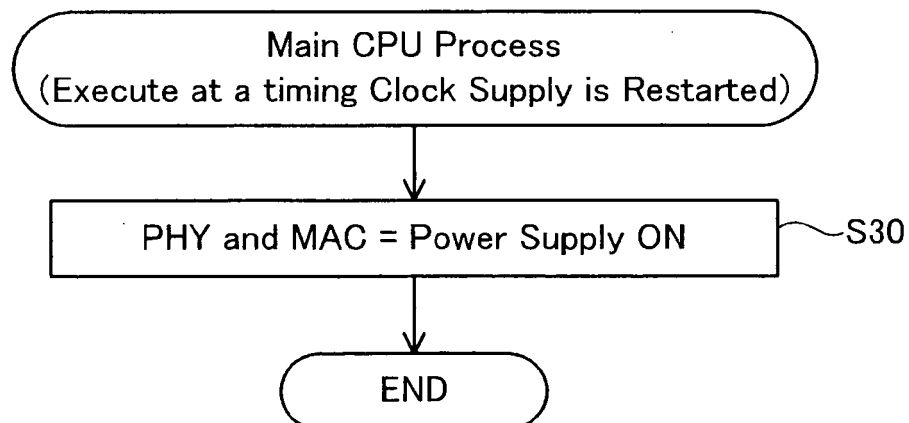 Main CPU Process
(Execute at a timing Clock Supply is Restarted)
PHY and MAC = Power Supply ON
S30
END